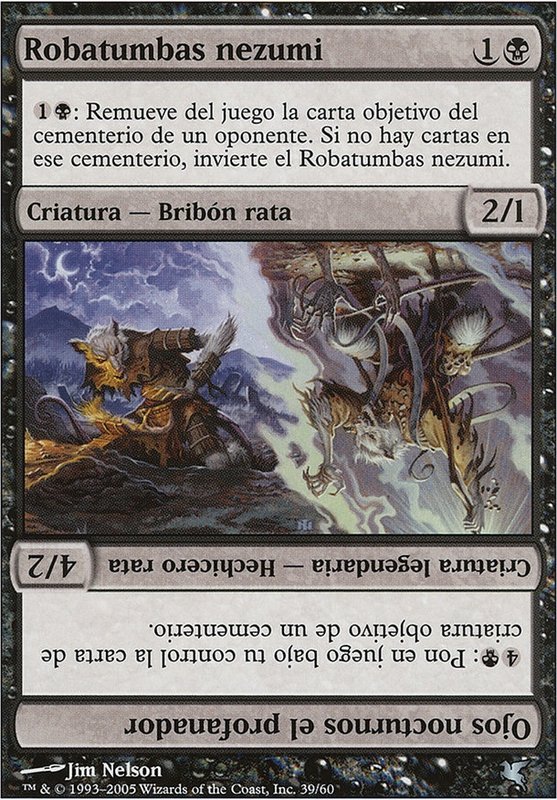 Robatumbas nezumi 1
1: Remueve del juego la carta objetivo del
cementerio de un oponente. Si no hay cartas en
ese cementerio, invierte el Robatumbas nezumi.
Criatura — Bribón rata
2/1
Ojos nocturnos el profanador
4: Pon en juego bajo tu control la carta de
criatura objetivo de un cementerio.
Criatura legendaria — Hechicero rata
4/2
Jim Nelson
™ & © 1993–2005 Wizards of the Coast, Inc. 39/60